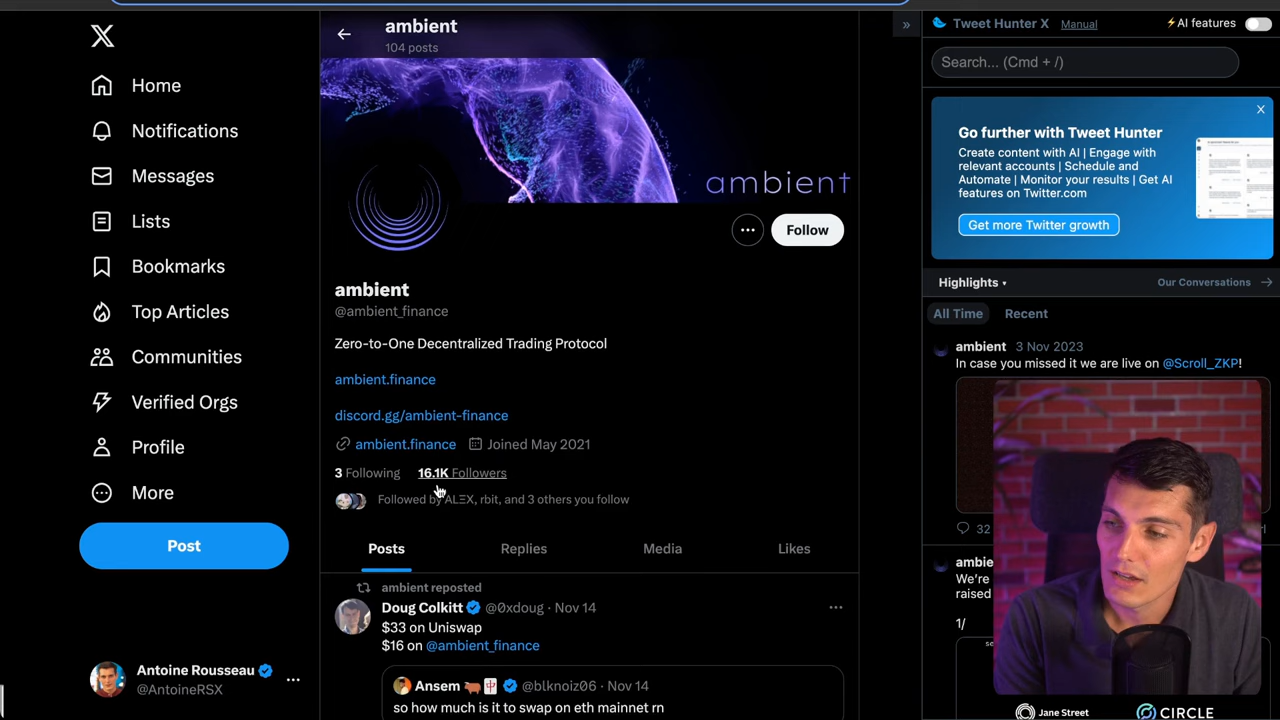 Home
Notifications
Messages
Lists
Bookmarks
Top Articles
Communities
Verified Orgs
Profile
More
Post
Antoine Rousseau
@AntoineRSX
ambient
104 posts
ambient
Follow
ambient
@ambient_finance
Zero-to-One Decentralized Trading Protocol
ambient.finance
discord.gg/ambient-finance
ambient.finance Joined May 2021
3 Following 16.1K Followers
Followed by ALEX, rbit, and 3 others you follow
Posts Replies Media Likes
ambient reposted
Doug Colkitt @0xdoug · Nov 14
$33 on Uniswap
$16 on @ambient_finance
Ansem @blknoiz06 · Nov 14
so how much is it to swap on eth mainnet rn
Tweet Hunter X Manual ⚡AI features
Search... (Cmd + /)
Go further with Tweet Hunter
Create content with AI | Engage with
relevant accounts | Schedule and
Automate | Monitor your results | Get AI
features on Twitter.com
Get more Twitter growth
Highlights Our Conversations
All Time Recent
ambient 3 Nov 2023
In case you missed it we are live on @Scroll_ZKP!
32
ambie
We're
raised
1/
Jane Street CIRCLE